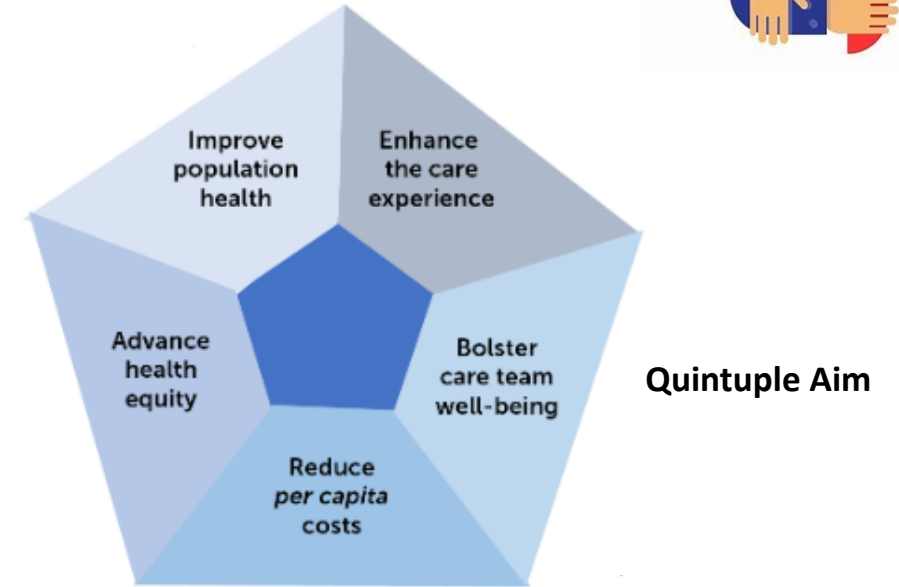 Improve
population
health
Enhance
the care
experience
Advance
health
equity
Bolster
care team
well-being
Quintuple Aim
Reduce
per capita
costs